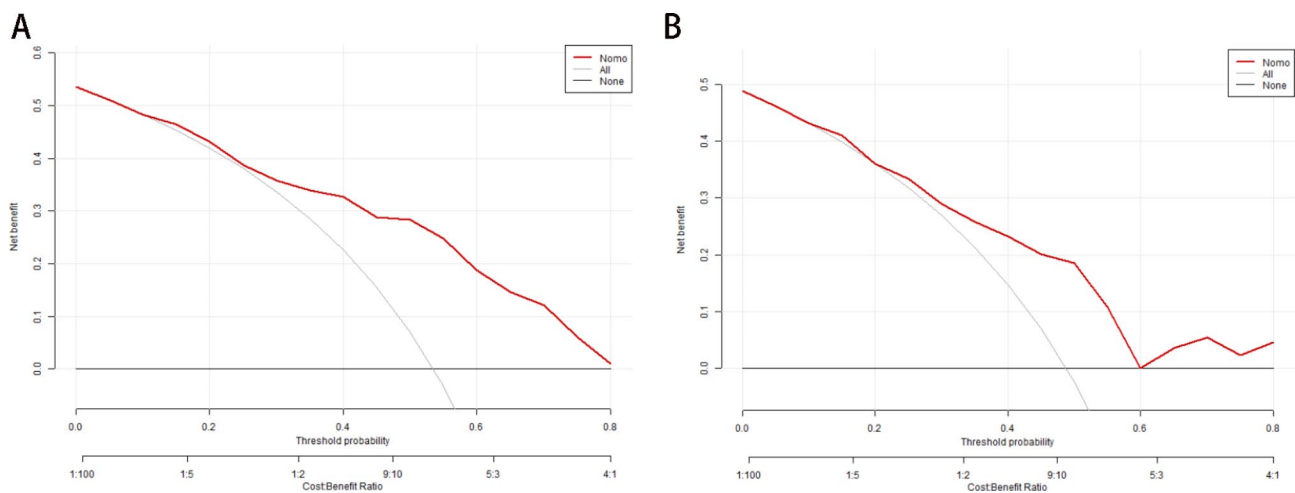 A
Net benefit
0.6
0.5
0.4
0.3
0.2
0.1
0.0
Nomo
All
None
0.0 0.2 0.4 0.6 0.8
Threshold probability
1:100 1:5 1:2 9:10 5:3 4:1
Cost:Benefit Ratio
B
Net benefit
0.5
0.4
0.3
0.2
0.1
0.0
Nomo
All
None
0.0 0.2 0.4 0.6 0.8
Threshold probability
1:100 1:5 1:2 9:10 5:3 4:1
Cost:Benefit Ratio